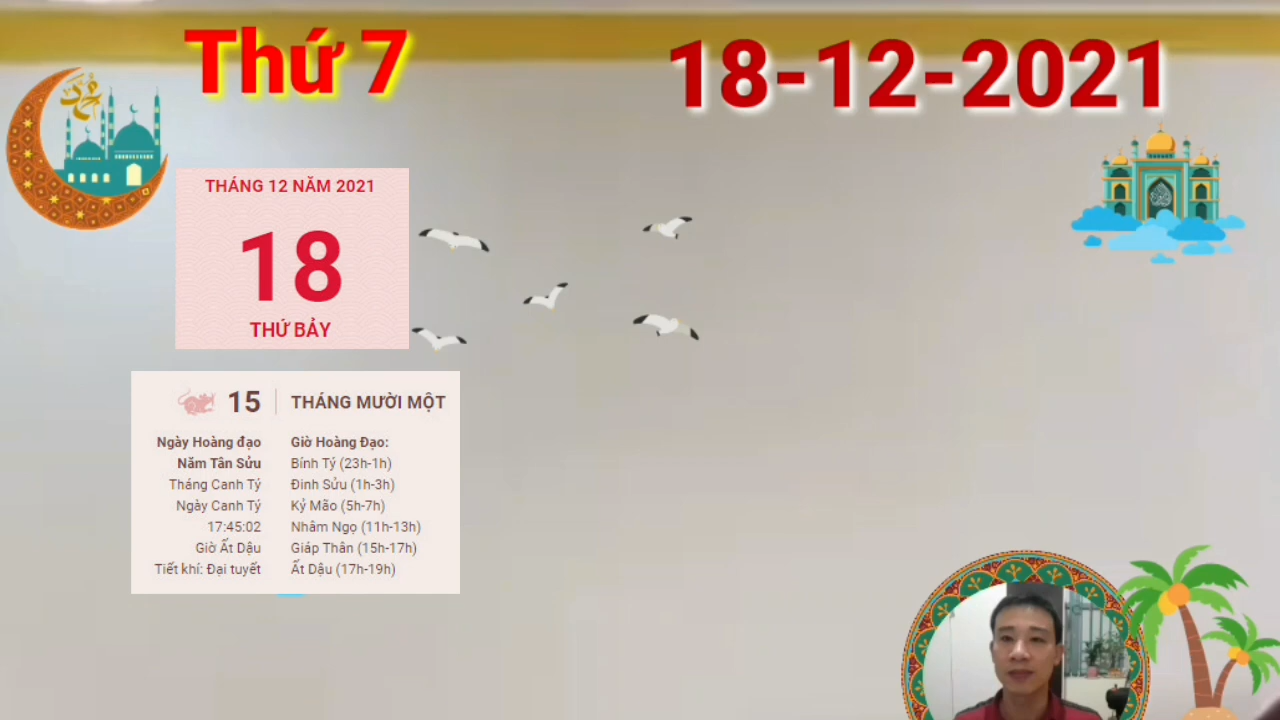 Thứ 7
18-12-2021
THÁNG 12 NĂM 2021
18
THỨ BẢY
15 THÁNG MƯỜI MỘT
Ngày Hoàng đạo
Năm Tân Sửu
Tháng Canh Tý
Ngày Canh Tý
17:45:02
Giờ Ất Dậu
Tiết khí: Đại tuyết
Giờ Hoàng Đạo:
Bính Tý (23h-1h)
Đinh Sửu (1h-3h)
Kỷ Mão (5h-7h)
Nhâm Ngọ (11h-13h)
Giáp Thân (15h-17h)
Ất Dậu (17h-19h)